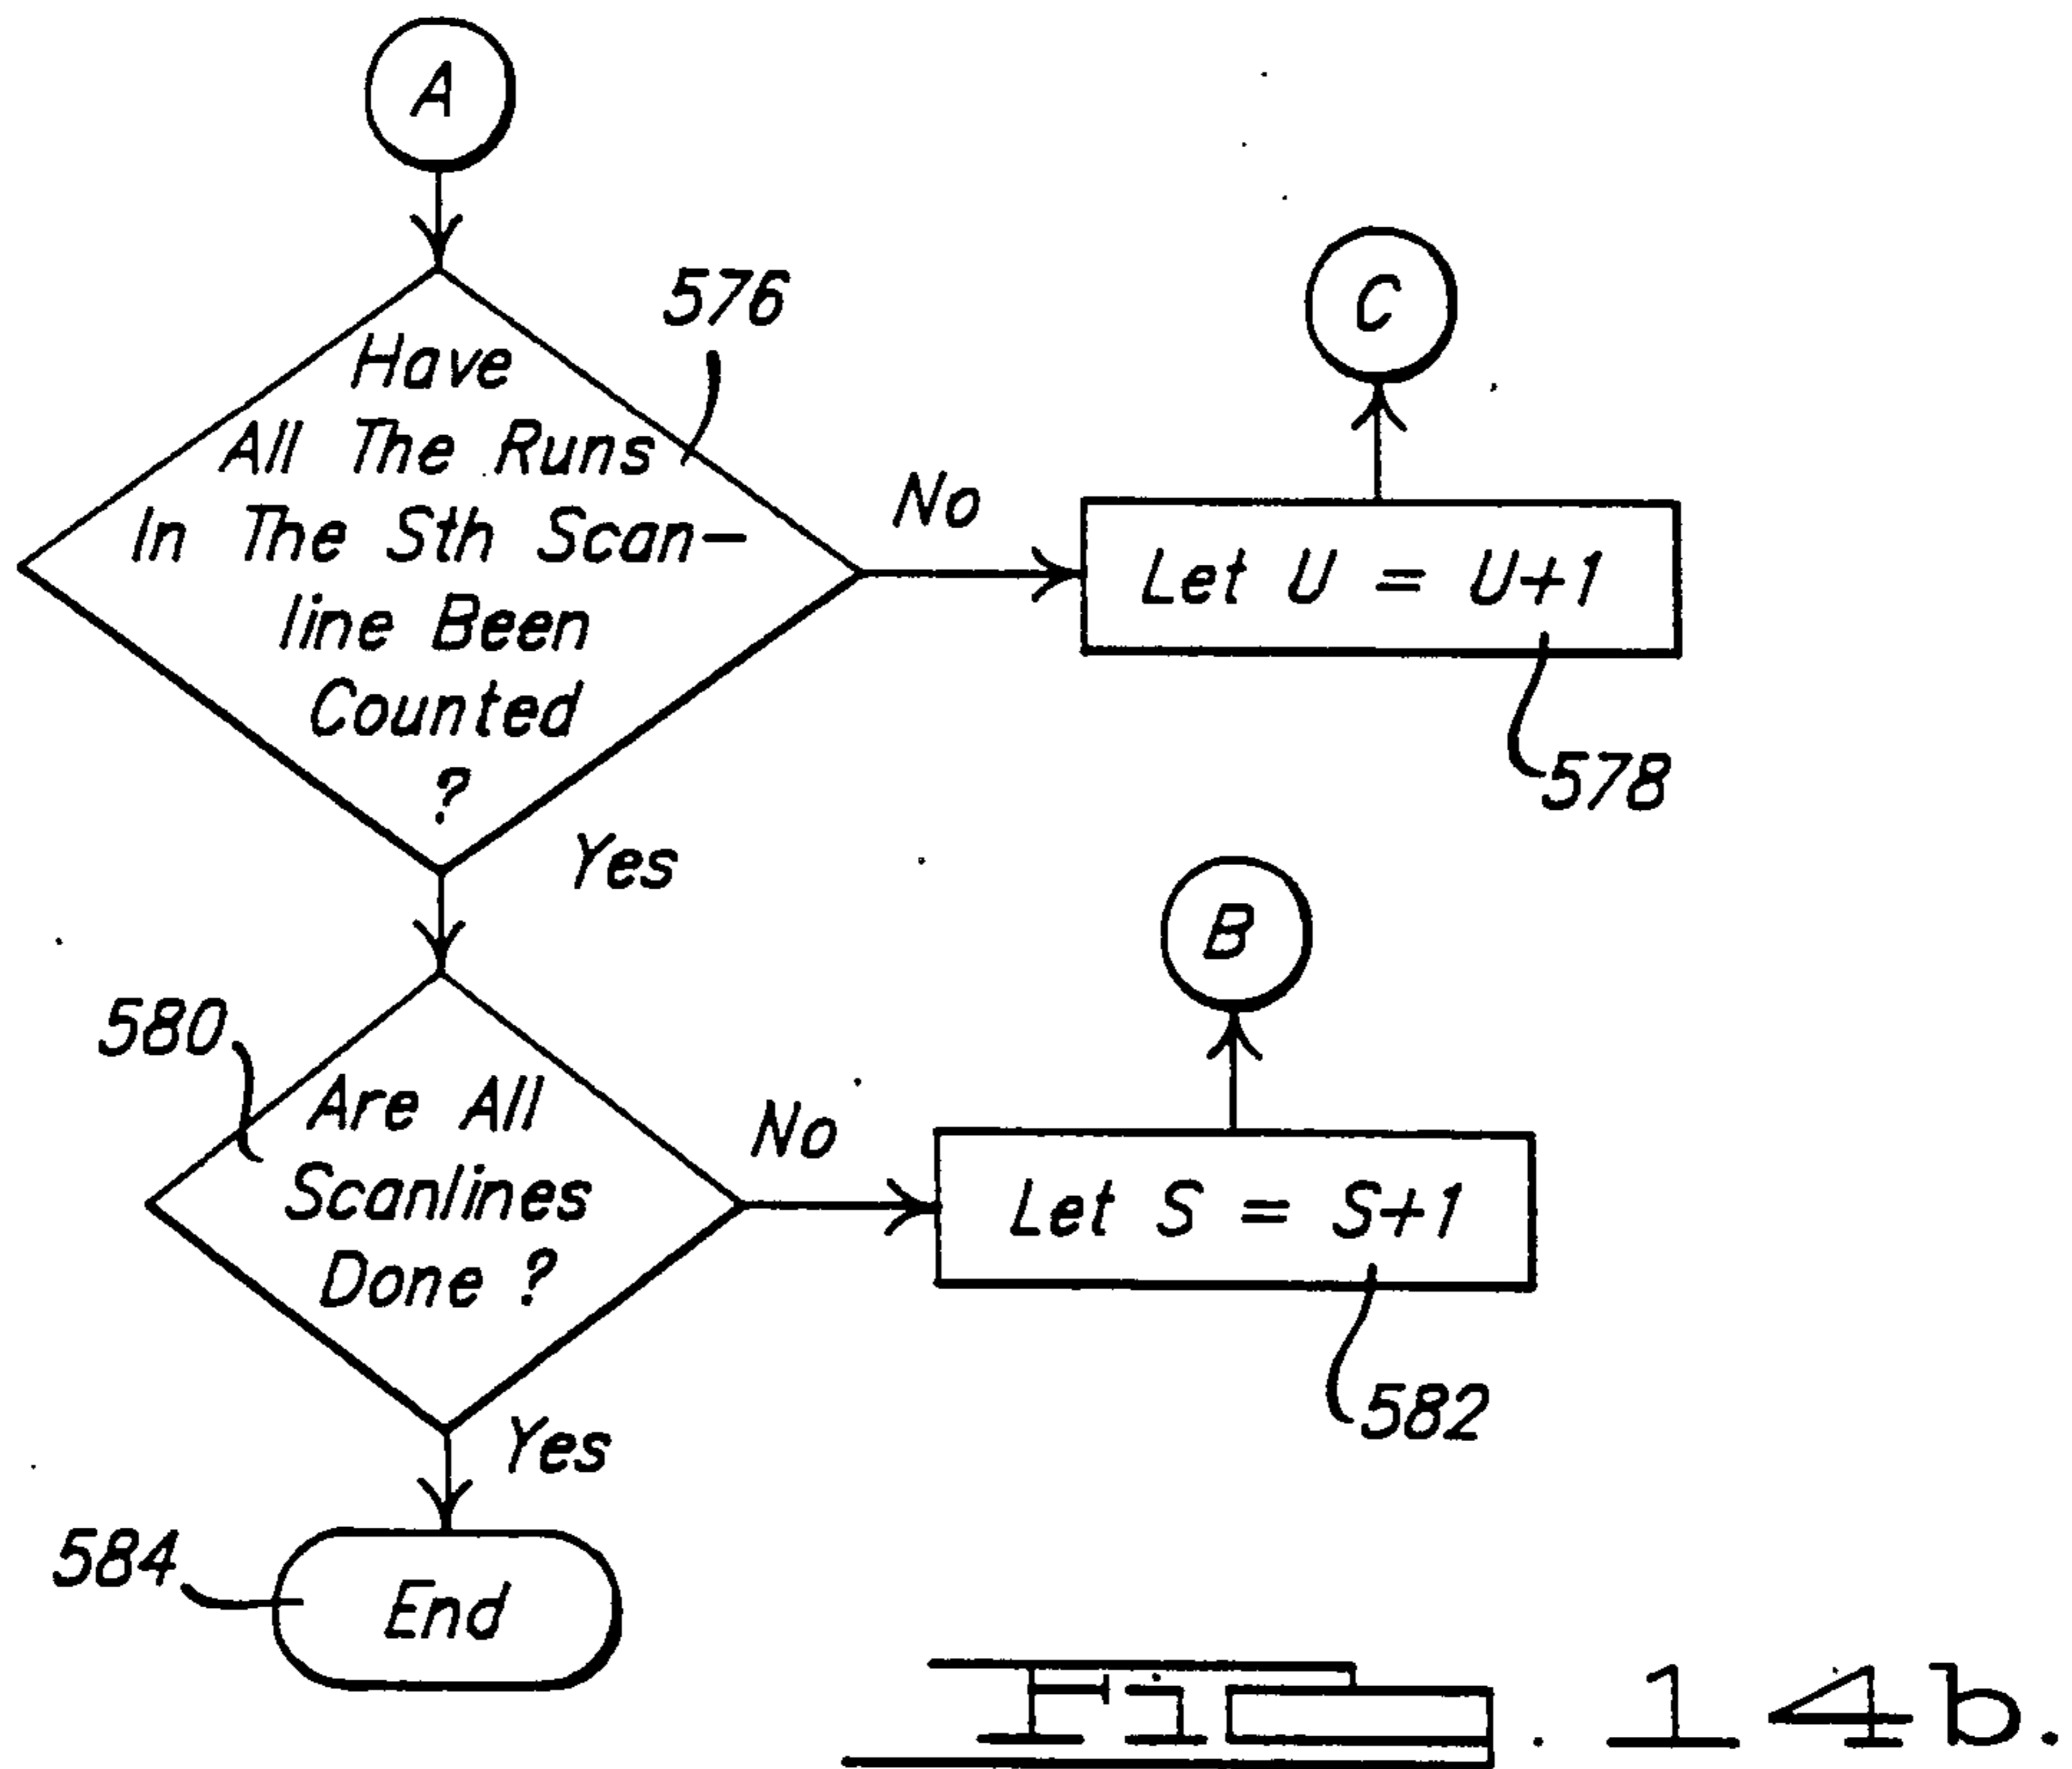 A
576
Have
All The Runs
In The Sth Scan-
line Been
Counted
?
No
Let U = U+1
578
C
Yes
580
Are All
Scanlines
Done ?
No
Let S = S+1
582
B
Yes
584
End
Fig. 14b.